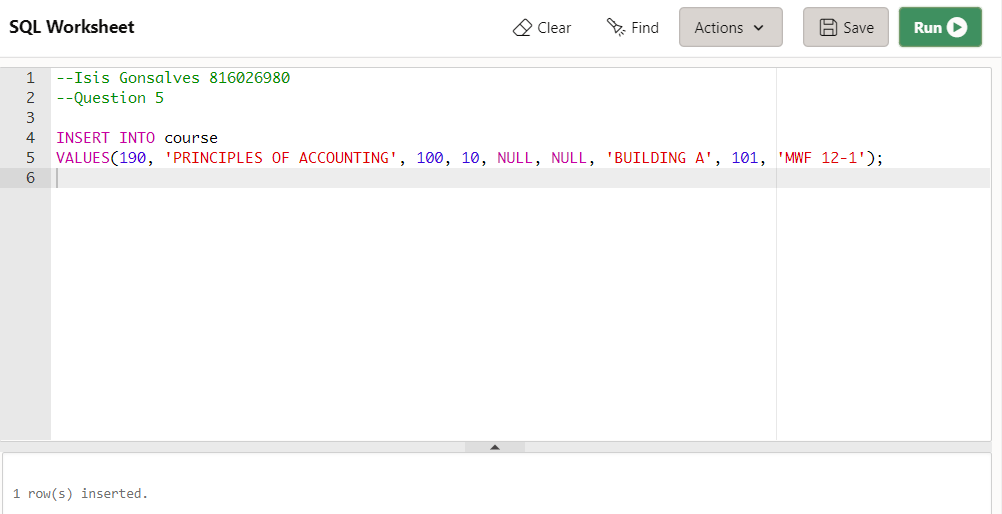 SQL Worksheet Clear Find Actions Save Run
1 --Isis Gonsalves 816026980
2 --Question 5
3
4 INSERT INTO course
5 VALUES(190, 'PRINCIPLES OF ACCOUNTING', 100, 10, NULL, NULL, 'BUILDING A', 101, 'MWF 12-1');
6
1 row(s) inserted.